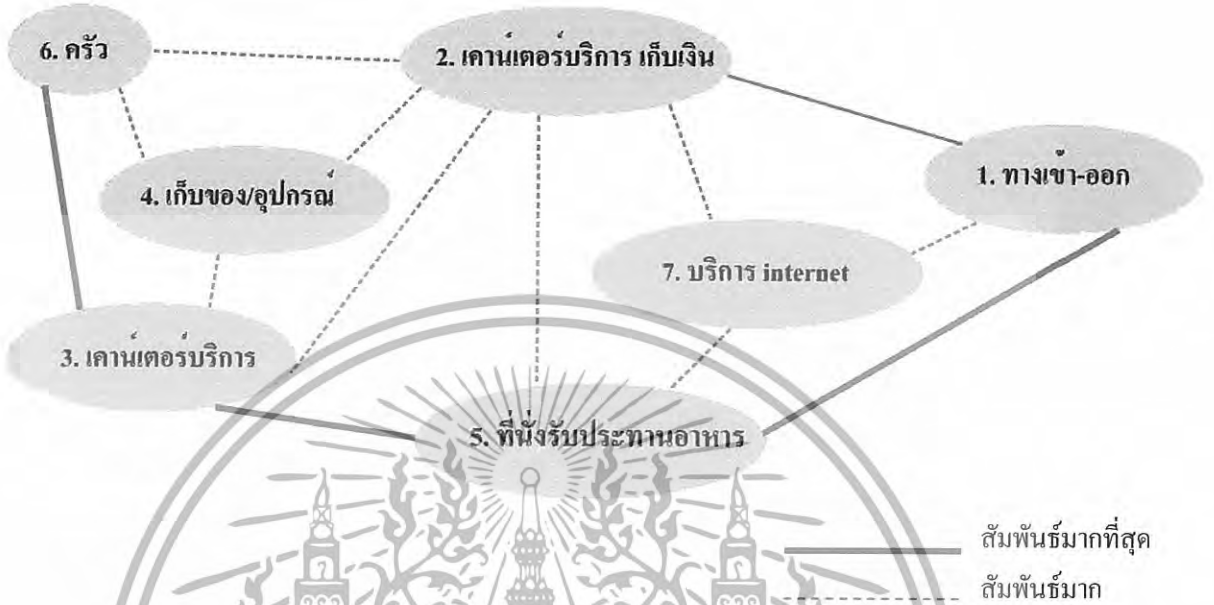 6. ครัว
2. เคาน์เตอร์บริการ เก็บเงิน
1. ทางเข้า-ออก
4. เก็บของ/อุปกรณ์
7. บริการ internet
3. เคาน์เตอร์บริการ
5. ที่นั่งรับประทานอาหาร
สัมพันธ์มากที่สุด
สัมพันธ์มาก